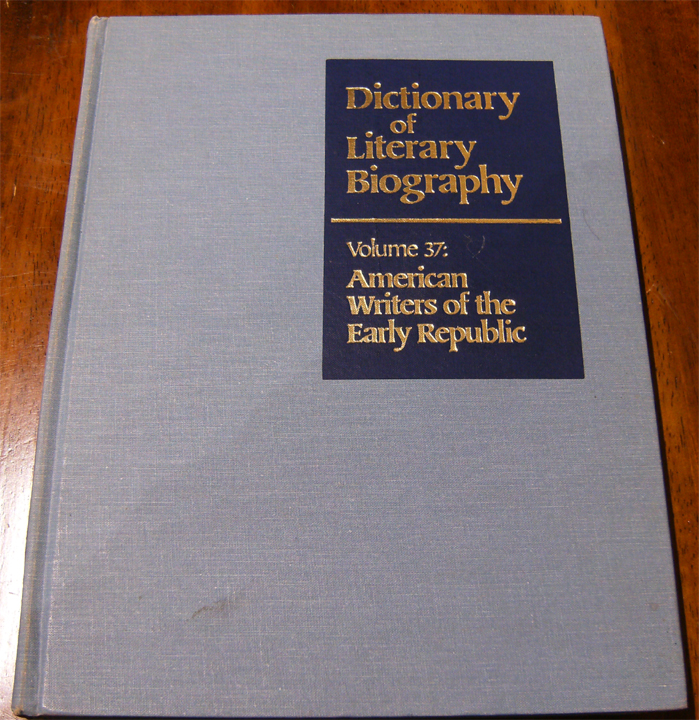 Dictionary
of
Literary
Biography
Volume 37:
American
Writers of the
Early Republic